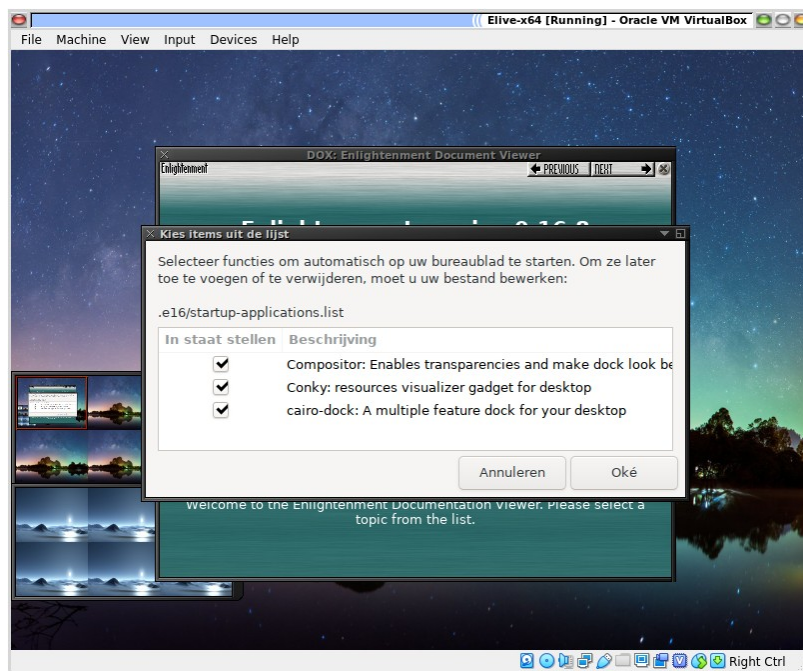 Elive-x64 [Running] - Oracle VM VirtualBox
File Machine View Input Devices Help
DOX: Enlightenment Document Viewer
Enlightenment
PREVIOUS NEXT
Kies items uit de lijst
Selecteer functies om automatisch op uw bureaublad te starten. Om ze later
toe te voegen of te verwijderen, moet u uw bestand bewerken:
.e16/startup-applications.list
In staat stellen Beschrijving
Compositor: Enables transparencies and make dock look be
Conky: resources visualizer gadget for desktop
cairo-dock: A multiple feature dock for your desktop
Annuleren Oké
Welcome to the Enlightenment Documentation Viewer. Please select a
topic from the list.
Right Ctrl